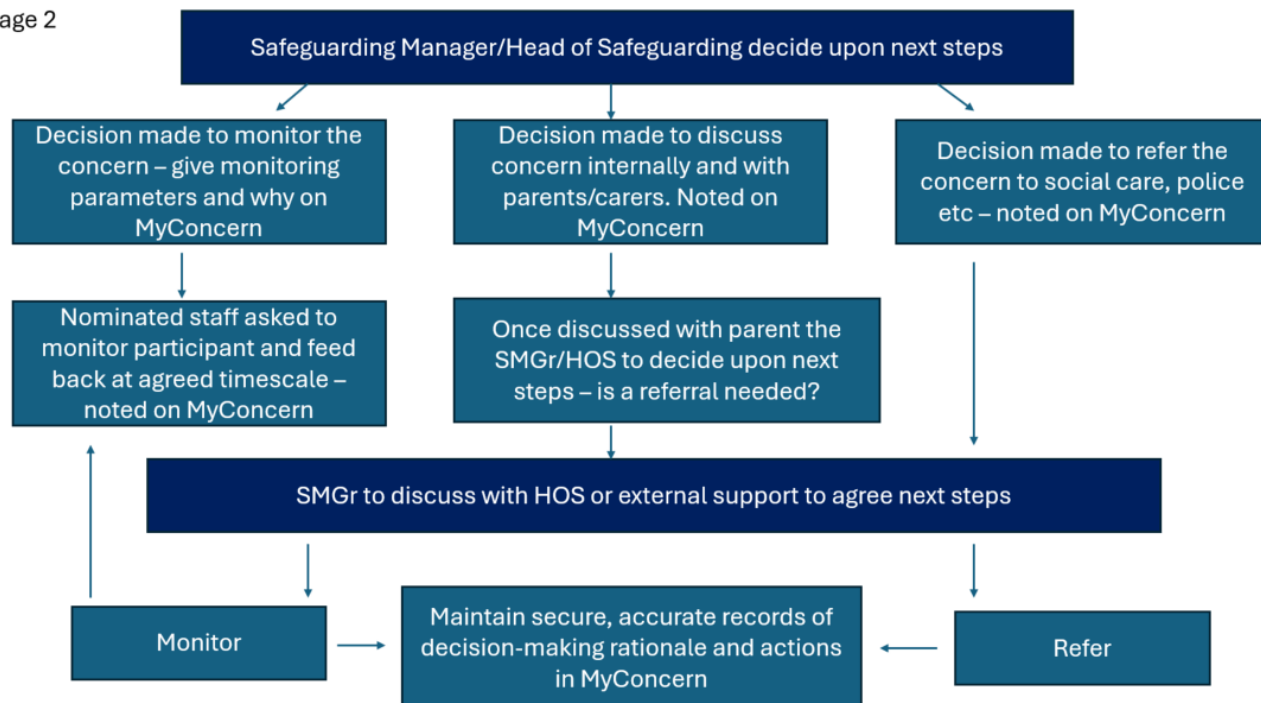 age 2
Safeguarding Manager/Head of Safeguarding decide upon next steps
Decision made to monitor the
concern – give monitoring
parameters and why on
MyConcern
Decision made to discuss
concern internally and with
parents/carers. Noted on
MyConcern
Decision made to refer the
concern to social care, police
etc – noted on MyConcern
Nominated staff asked to
monitor participant and feed
back at agreed timescale –
noted on MyConcern
Once discussed with parent the
SMGr/HOS to decide upon next
steps – is a referral needed?
SMGr to discuss with HOS or external support to agree next steps
Monitor
Maintain secure, accurate records of
decision-making rationale and actions
in MyConcern
Refer